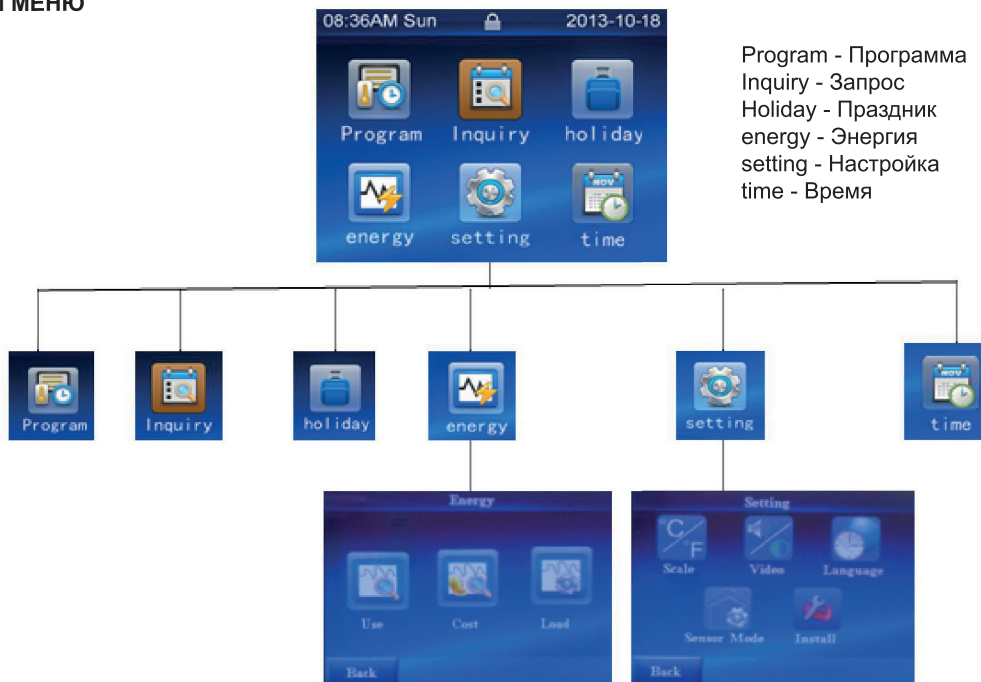 МЕНЮ
08:36AM Sun 2013-10-18
Program Inquiry holiday
NOV
energy setting time
Program - Программа
Inquiry - Запрос
Holiday - Праздник
energy - Энергия
setting - Настройка
time - Время
Program Inquiry holiday energy setting time
NOV
Energy
Use Cost Load
Back
Setting
°C/°F
Scale Video Language
Sensor Mode Install
Back